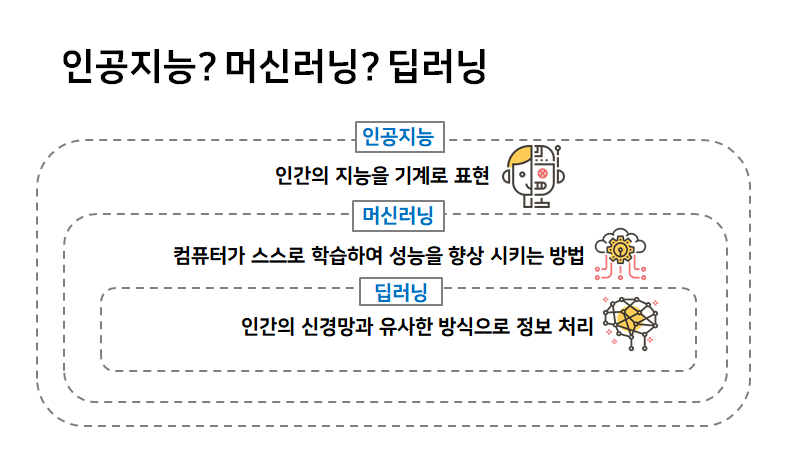 인공지능? 머신러닝? 딥러닝
인공지능
인간의 지능을 기계로 표현
머신러닝
컴퓨터가 스스로 학습하여 성능을 향상 시키는 방법
딥러닝
인간의 신경망과 유사한 방식으로 정보 처리